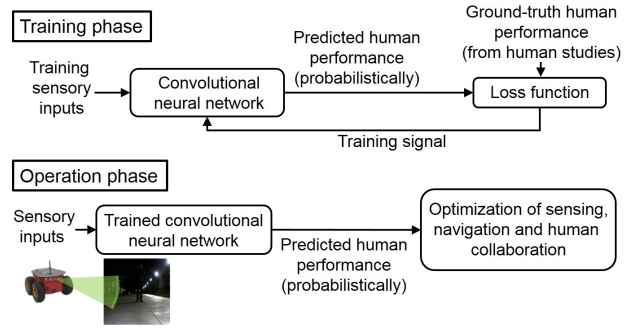 Training phase
Training
sensory
inputs
Convolutional
neural network
Predicted human
performance
(probabilistically)
Ground-truth human
performance
(from human studies)
Loss function
Training signal
Operation phase
Sensory
inputs
Trained convolutional
neural network
Predicted human
performance
(probabilistically)
Optimization of sensing,
navigation and human
collaboration